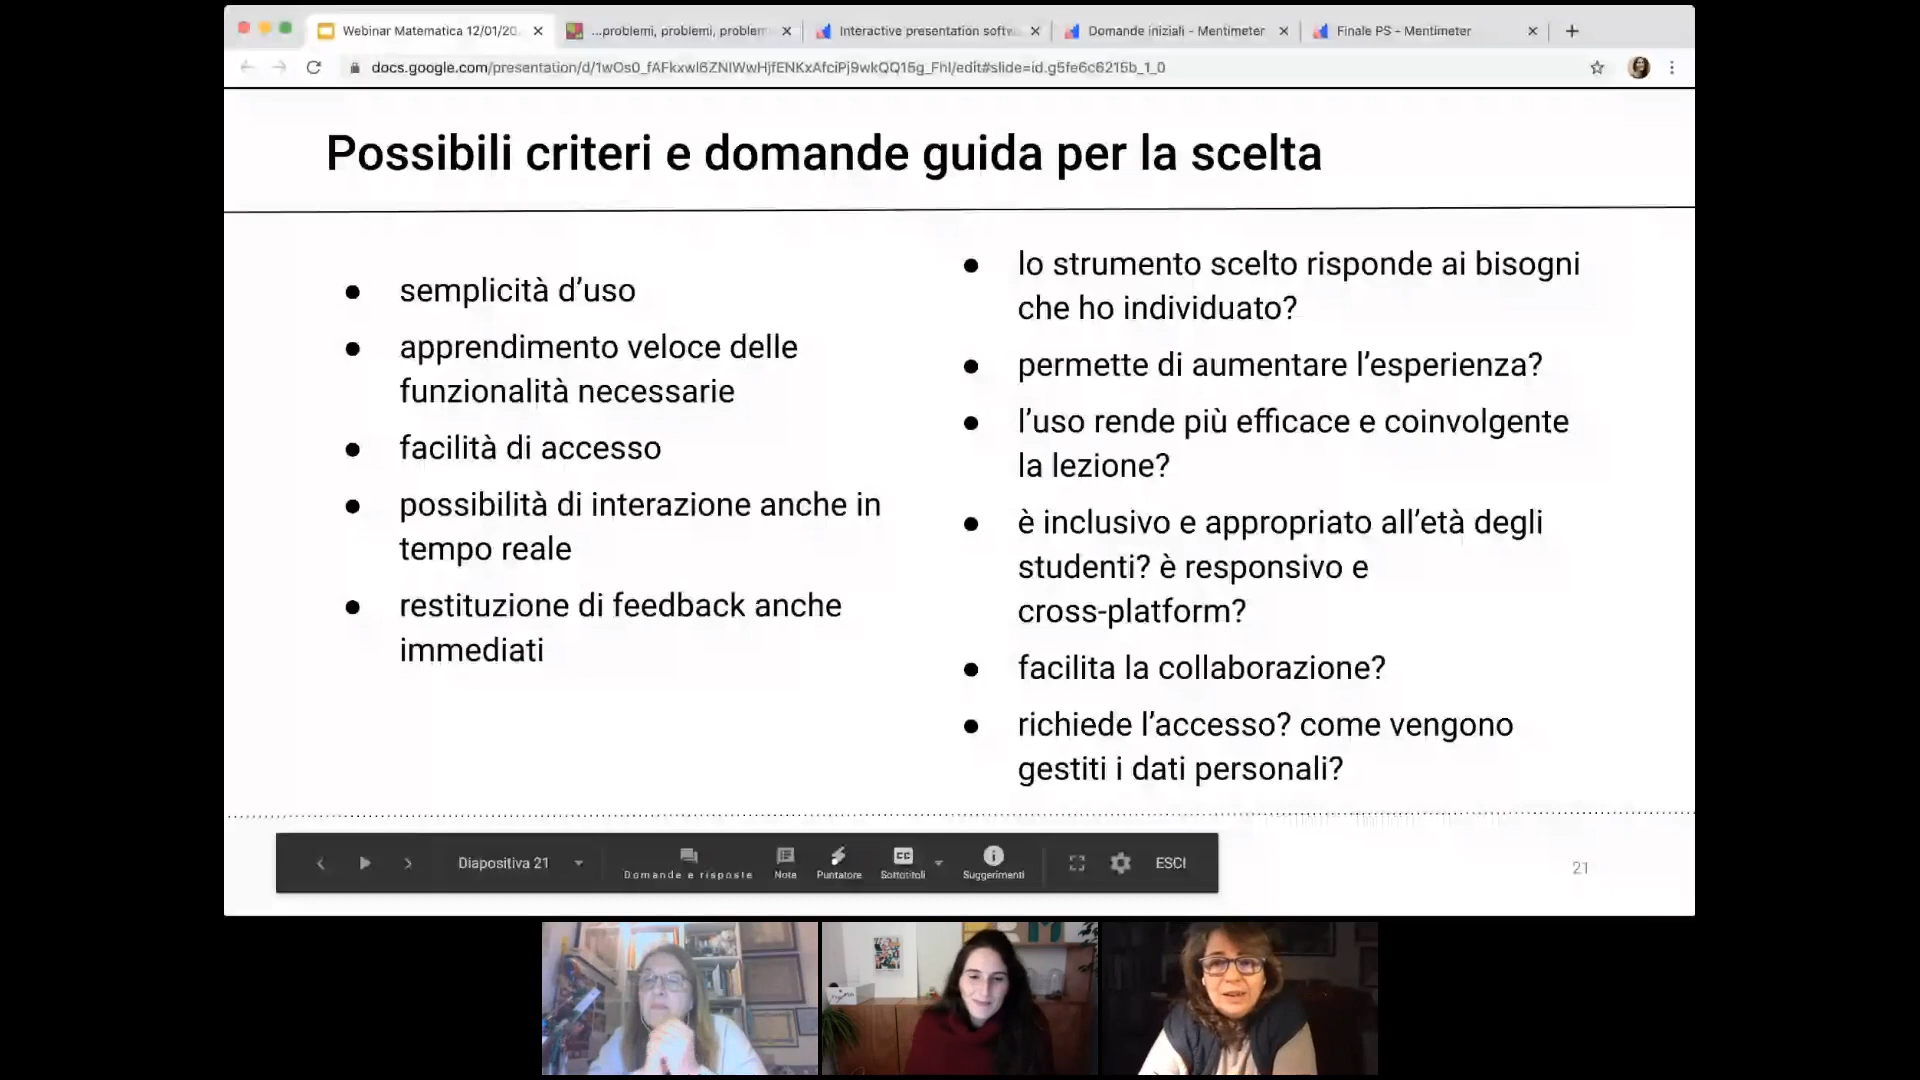 Webinar Matematica 12/01/20
...problemi, problemi, problem
Interactive presentation softw
Domande iniziali - Mentimeter
Finale PS - Mentimeter
docs.google.com/presentation/d/1wOs0_fAFkxwl6ZNlWwHjfENKxAfciPj9wkQQ15g_FhI/edit#slide=id.g5fe6c6215b_1_0
Possibili criteri e domande guida per la scelta
● semplicità d’uso
● apprendimento veloce delle
funzionalità necessarie
● facilità di accesso
● possibilità di interazione anche in
tempo reale
● restituzione di feedback anche
immediati
● lo strumento scelto risponde ai bisogni
che ho individuato?
● permette di aumentare l’esperienza?
● l’uso rende più efficace e coinvolgente
la lezione?
● è inclusivo e appropriato all’età degli
studenti? è responsivo e
cross-platform?
● facilita la collaborazione?
● richiede l’accesso? come vengono
gestiti i dati personali?
Diapositiva 21
Domande e risposte
Note
Puntatore
CC
Sottotitoli
Suggerimenti
ESCI
21